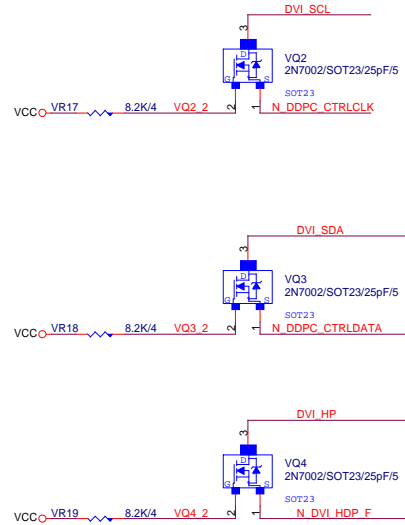 DVI_SCL
3
D
VQ2
2N7002/SOT23/25pF/5
G
S
SOT23
VCC
VR17
8.2K/4
VQ2_2
2
1
N_DDPC_CTRLCLK
DVI_SDA
3
D
VQ3
2N7002/SOT23/25pF/5
G
S
SOT23
VCC
VR18
8.2K/4
VQ3_2
2
1
N_DDPC_CTRLDATA
DVI_HP
3
D
VQ4
2N7002/SOT23/25pF/5
G
S
SOT23
VCC
VR19
8.2K/4
VQ4_2
2
1
N_DVI_HDP_F